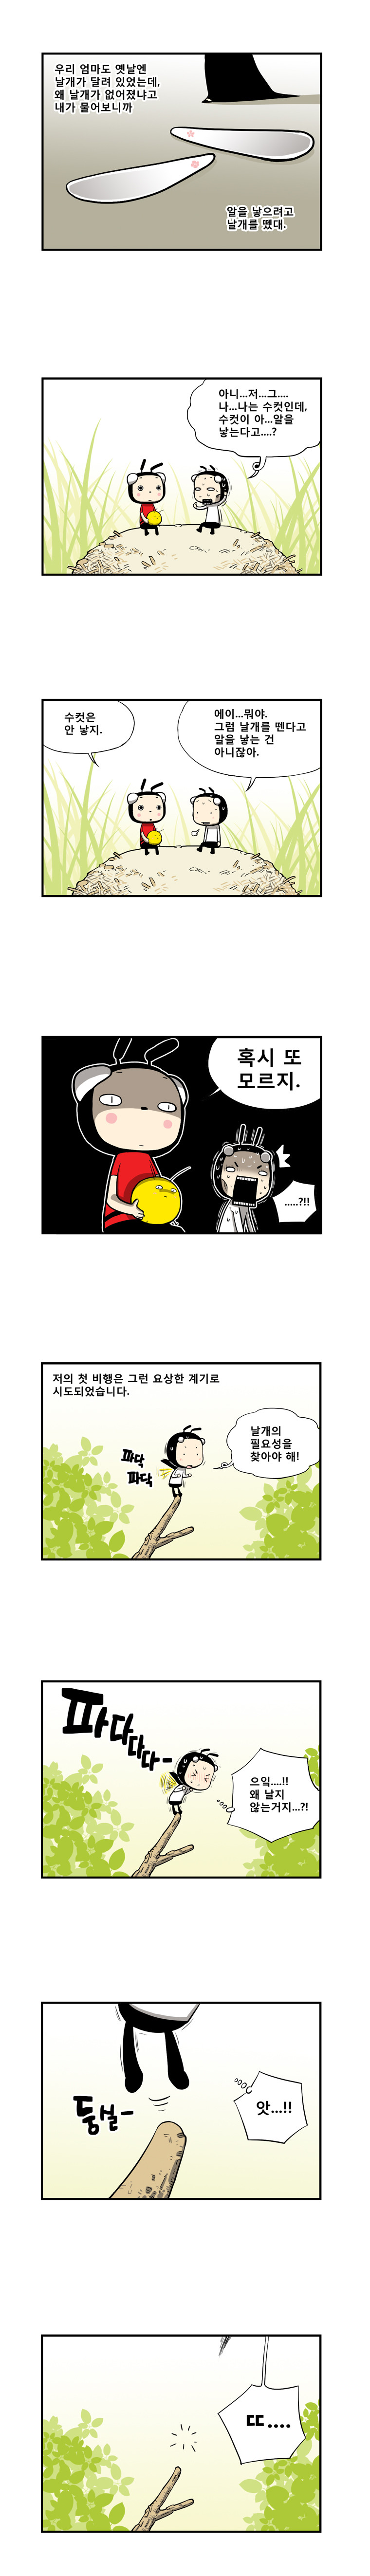 우리 엄마도 옛날엔
날개가 달려 있었는데,
왜 날개가 없어졌냐고
내가 물어보니까
알을 낳으려고
날개를 뗐대.
아니...저...그....
나...나는 수컷인데,
수컷이 아...알을
낳는다고....?
수컷은
안 낳지.
에이...뭐야.
그럼 날개를 뗀다고
알을 낳는 건
아니잖아.
혹시 또
모르지.
.....?!!
저의 첫 비행은 그런 요상한 계기로
시도되었습니다.
날개의
필요성을
찾아야 해!
파닥
파닥
파다다다-
으잌....!!
왜 날지
않는거지...?!
둥실-
앗...!!
떠....